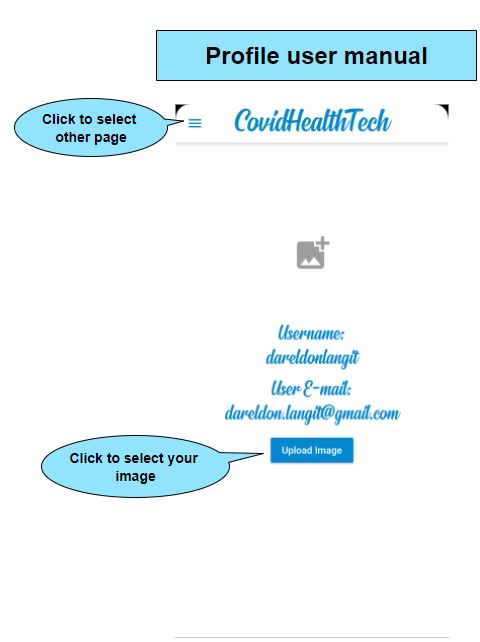 Profile user manual
Click to select
other page
CovidHealthTech
Username:
dareldonlangit
User E-mail:
dareldon.langit@gmail.com
Click to select your
image
Upload Image